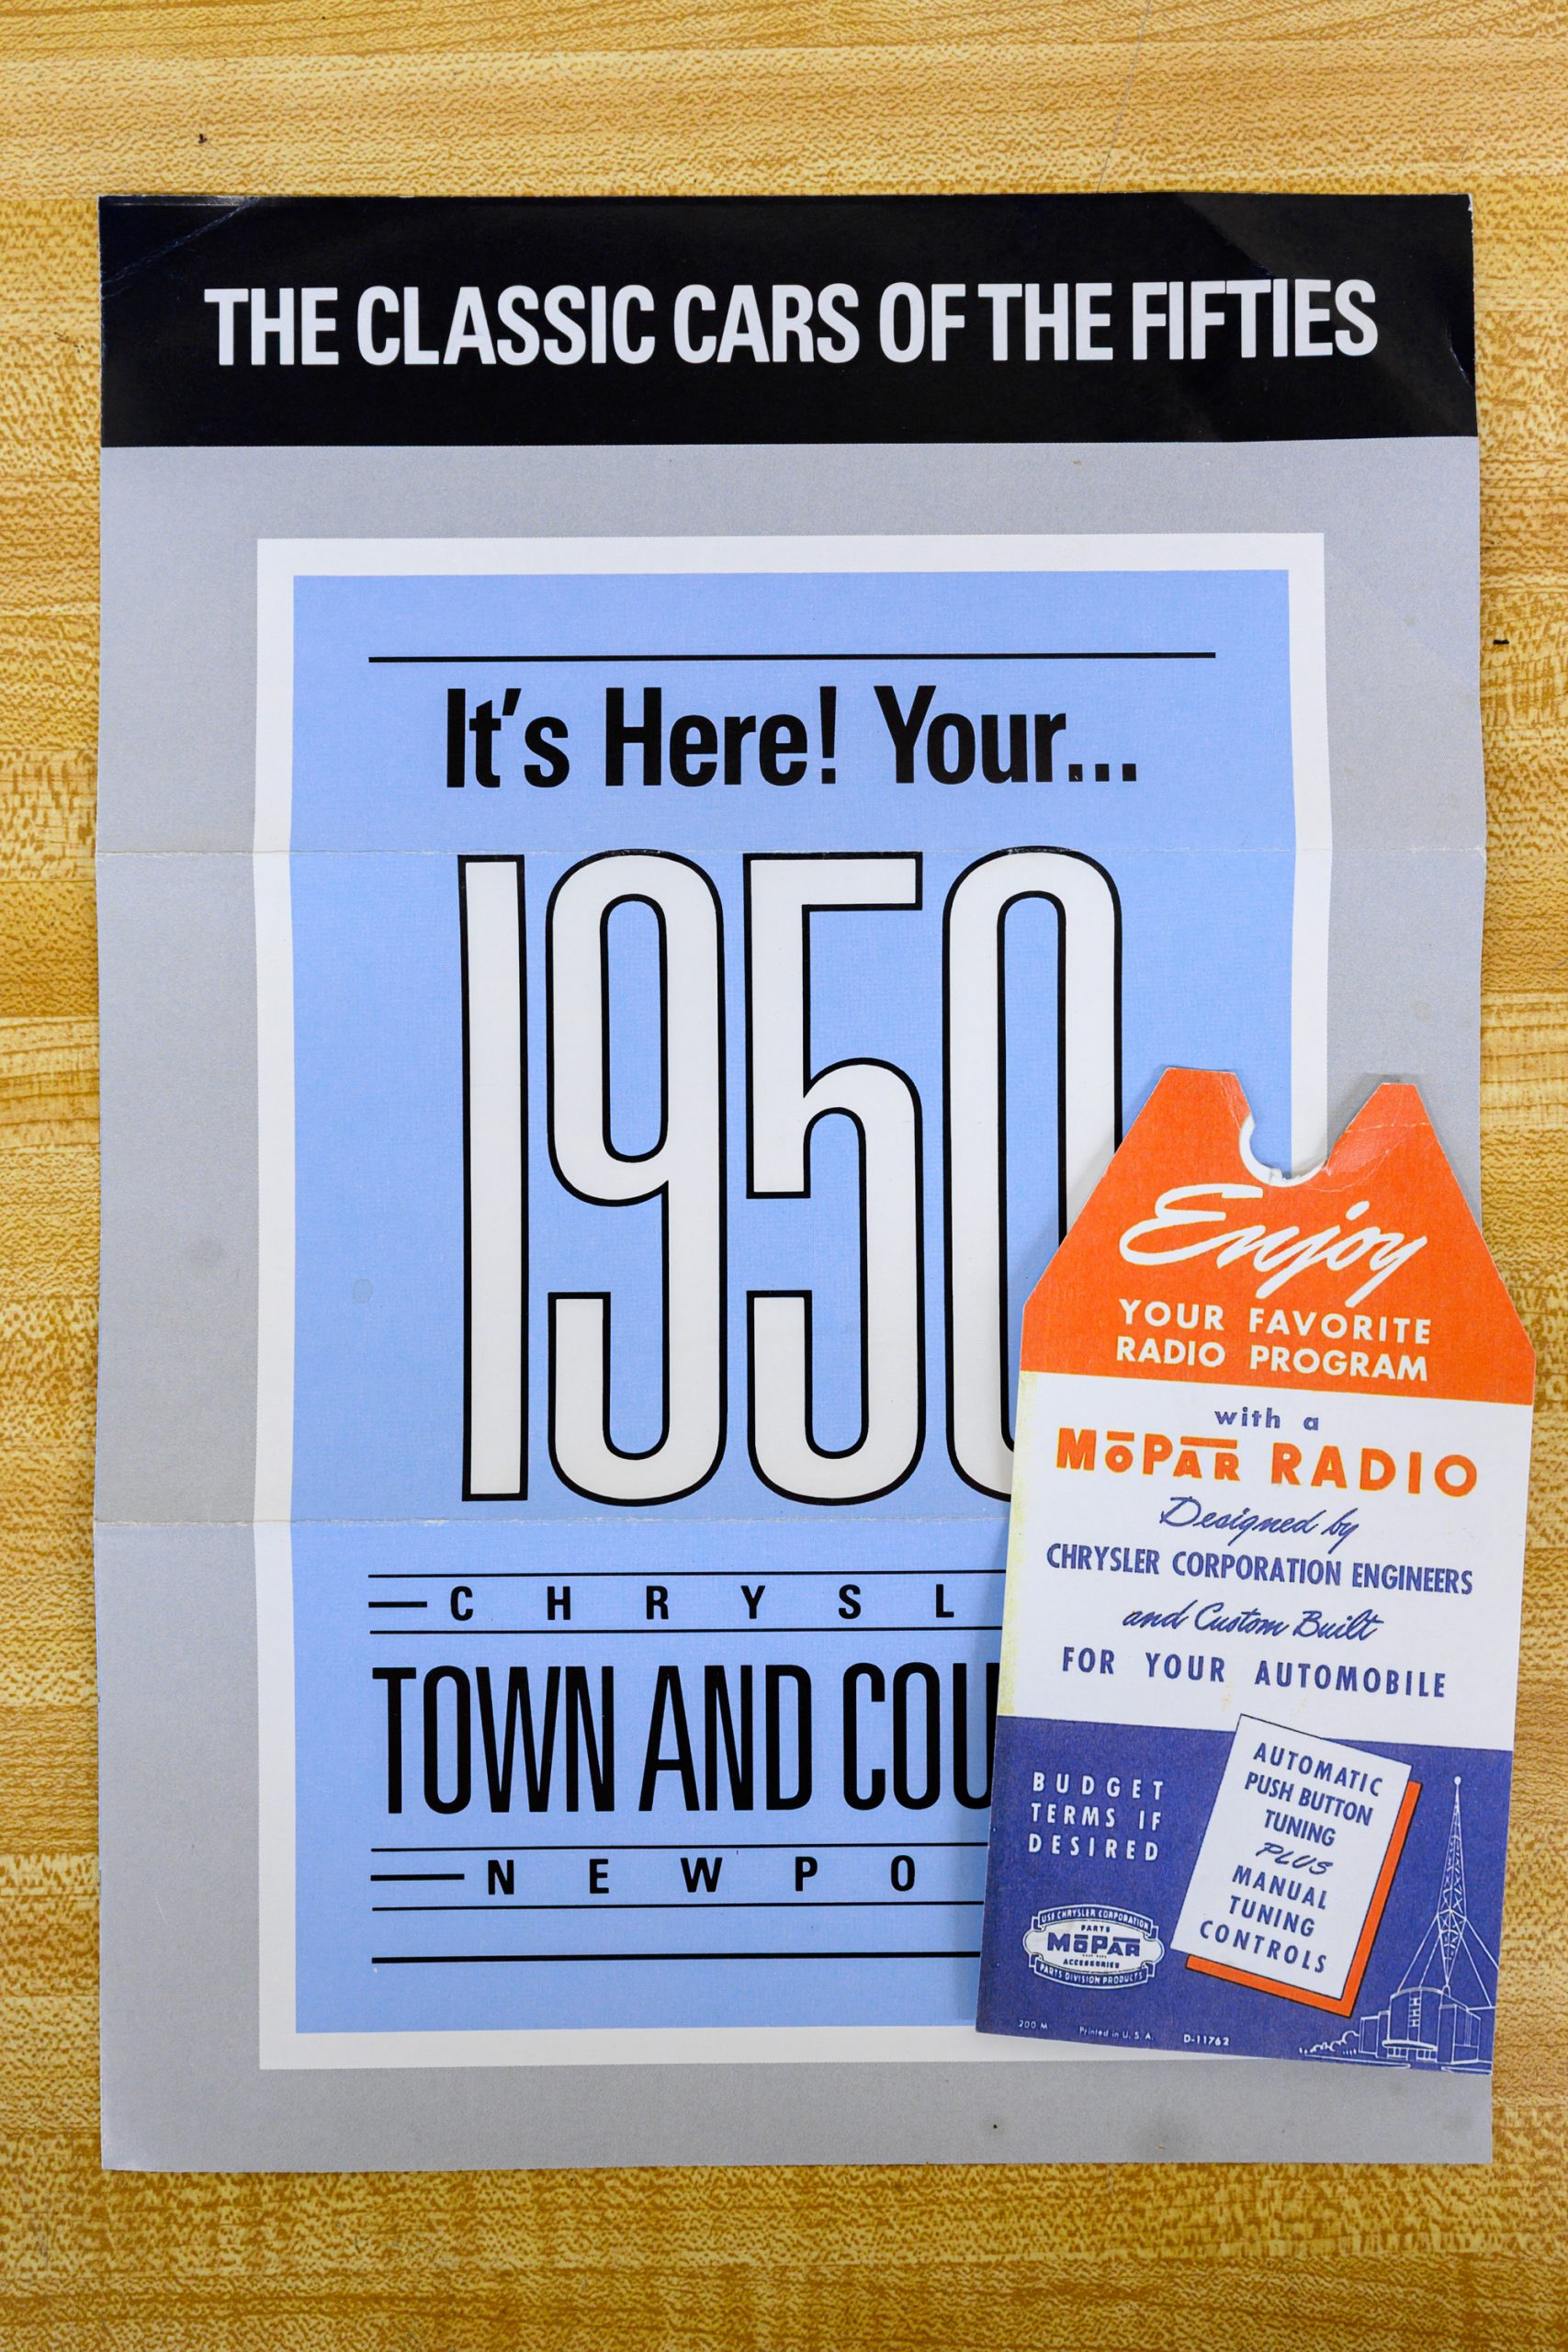 THE CLASSIC CARS OF THE FIFTIES
It's Here! Your...
1950
CHRYSL
TOWN AND COU
NEWPO
Enjoy
YOUR FAVORITE
RADIO PROGRAM
with a
MōPAR RADIO
Designed by
CHRYSLER CORPORATION ENGINEERS
and Custom Built
FOR YOUR AUTOMOBILE
BUDGET
TERMS IF
DESIRED
AUTOMATIC
PUSH BUTTON
TUNING
PLUS
MANUAL
TUNING
CONTROLS
USE CHRYSLER CORPORATION
PARTS
MōPAR
ACCESSORIES
PARTS DIVISION PRODUCTS
200 M Printed in U. S. A. D-11762